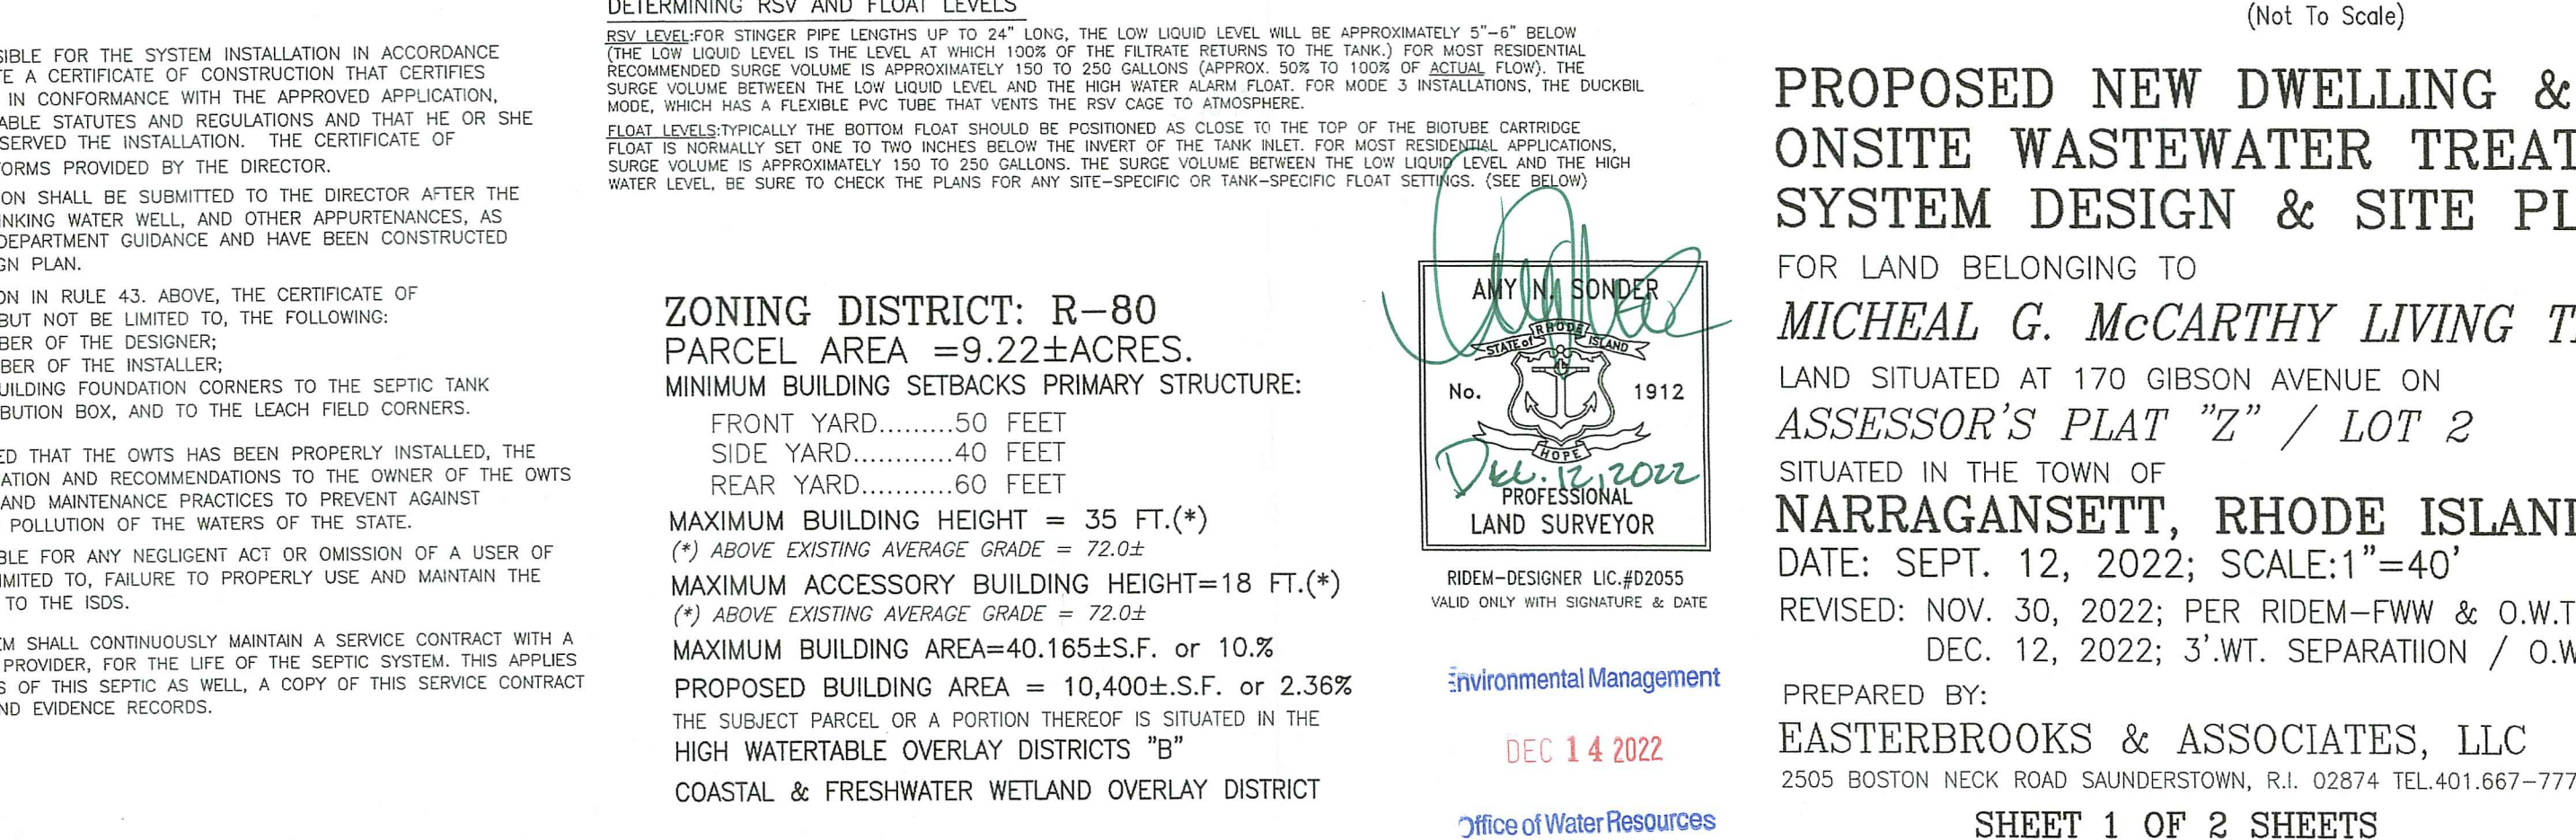 SIBLE FOR THE SYSTEM INSTALLATION IN ACCORDANCE
TE A CERTIFICATE OF CONSTRUCTION THAT CERTIFIES
IN CONFORMANCE WITH THE APPROVED APPLICATION,
ABLE STATUTES AND REGULATIONS AND THAT HE OR SHE
SERVED THE INSTALLATION. THE CERTIFICATE OF
FORMS PROVIDED BY THE DIRECTOR.
ON SHALL BE SUBMITTED TO THE DIRECTOR AFTER THE
INKING WATER WELL, AND OTHER APPURTENANCES, AS
DEPARTMENT GUIDANCE AND HAVE BEEN CONSTRUCTED
GN PLAN.
ON IN RULE 43. ABOVE, THE CERTIFICATE OF
BUT NOT BE LIMITED TO, THE FOLLOWING:
BER OF THE DESIGNER;
BER OF THE INSTALLER;
UILDING FOUNDATION CORNERS TO THE SEPTIC TANK
BUTION BOX, AND TO THE LEACH FIELD CORNERS.
ED THAT THE OWTS HAS BEEN PROPERLY INSTALLED, THE
ATION AND RECOMMENDATIONS TO THE OWNER OF THE OWTS
AND MAINTENANCE PRACTICES TO PREVENT AGAINST
POLLUTION OF THE WATERS OF THE STATE.
BLE FOR ANY NEGLIGENT ACT OR OMISSION OF A USER OF
IMITED TO, FAILURE TO PROPERLY USE AND MAINTAIN THE
TO THE ISDS.
EM SHALL CONTINUOUSLY MAINTAIN A SERVICE CONTRACT WITH A
PROVIDER, FOR THE LIFE OF THE SEPTIC SYSTEM. THIS APPLIES
S OF THIS SEPTIC AS WELL, A COPY OF THIS SERVICE CONTRACT
ND EVIDENCE RECORDS.
DETERMINING RSV AND FLOAT LEVELS
RSV LEVEL:FOR STINGER PIPE LENGTHS UP TO 24" LONG, THE LOW LIQUID LEVEL WILL BE APPROXIMATELY 5"-6" BELOW
(THE LOW LIQUID LEVEL IS THE LEVEL AT WHICH 100% OF THE FILTRATE RETURNS TO THE TANK.) FOR MOST RESIDENTIAL
RECOMMENDED SURGE VOLUME IS APPROXIMATELY 150 TO 250 GALLONS (APPROX. 50% TO 100% OF ACTUAL FLOW). THE
SURGE VOLUME BETWEEN THE LOW LIQUID LEVEL AND THE HIGH WATER ALARM FLOAT. FOR MODE 3 INSTALLATIONS, THE DUCKBIL
MODE, WHICH HAS A FLEXIBLE PVC TUBE THAT VENTS THE RSV CAGE TO ATMOSPHERE.
FLOAT LEVELS:TYPICALLY THE BOTTOM FLOAT SHOULD BE POSITIONED AS CLOSE TO THE TOP OF THE BIOTUBE CARTRIDGE
FLOAT IS NORMALLY SET ONE TO TWO INCHES BELOW THE INVERT OF THE TANK INLET. FOR MOST RESIDENTIAL APPLICATIONS,
SURGE VOLUME IS APPROXIMATELY 150 TO 250 GALLONS. THE SURGE VOLUME BETWEEN THE LOW LIQUID LEVEL AND THE HIGH
WATER LEVEL, BE SURE TO CHECK THE PLANS FOR ANY SITE-SPECIFIC OR TANK-SPECIFIC FLOAT SETTINGS. (SEE BELOW)
ZONING DISTRICT: R-80
PARCEL AREA =9.22±ACRES.
MINIMUM BUILDING SETBACKS PRIMARY STRUCTURE:
FRONT YARD.........50 FEET
SIDE YARD............40 FEET
REAR YARD...........60 FEET
MAXIMUM BUILDING HEIGHT = 35 FT.(*)
(*) ABOVE EXISTING AVERAGE GRADE = 72.0±
MAXIMUM ACCESSORY BUILDING HEIGHT=18 FT.(*)
(*) ABOVE EXISTING AVERAGE GRADE = 72.0±
MAXIMUM BUILDING AREA=40.165±S.F. or 10.%
PROPOSED BUILDING AREA = 10,400±.S.F. or 2.36%
THE SUBJECT PARCEL OR A PORTION THEREOF IS SITUATED IN THE
HIGH WATERTABLE OVERLAY DISTRICTS "B"
COASTAL & FRESHWATER WETLAND OVERLAY DISTRICT
AMY N. SONDER
RHODE
STATE of ISLAND
No. 1912
HOPE
Dec. 12, 2022
PROFESSIONAL
LAND SURVEYOR
RIDEM-DESIGNER LIC.#D2055
VALID ONLY WITH SIGNATURE & DATE
Environmental Management
DEC 14 2022
Office of Water Resources
(Not To Scale)
PROPOSED NEW DWELLING &
ONSITE WASTEWATER TREAT
SYSTEM DESIGN & SITE PL
FOR LAND BELONGING TO
MICHEAL G. McCARTHY LIVING T
LAND SITUATED AT 170 GIBSON AVENUE ON
ASSESSOR'S PLAT "Z" / LOT 2
SITUATED IN THE TOWN OF
NARRAGANSETT, RHODE ISLAND
DATE: SEPT. 12, 2022; SCALE:1"=40'
REVISED: NOV. 30, 2022; PER RIDEM-FWW & O.W.T
DEC. 12, 2022; 3'.WT. SEPARATIION / O.W
PREPARED BY:
EASTERBROOKS & ASSOCIATES, LLC
2505 BOSTON NECK ROAD SAUNDERSTOWN, R.I. 02874 TEL.401.667-777
SHEET 1 OF 2 SHEETS